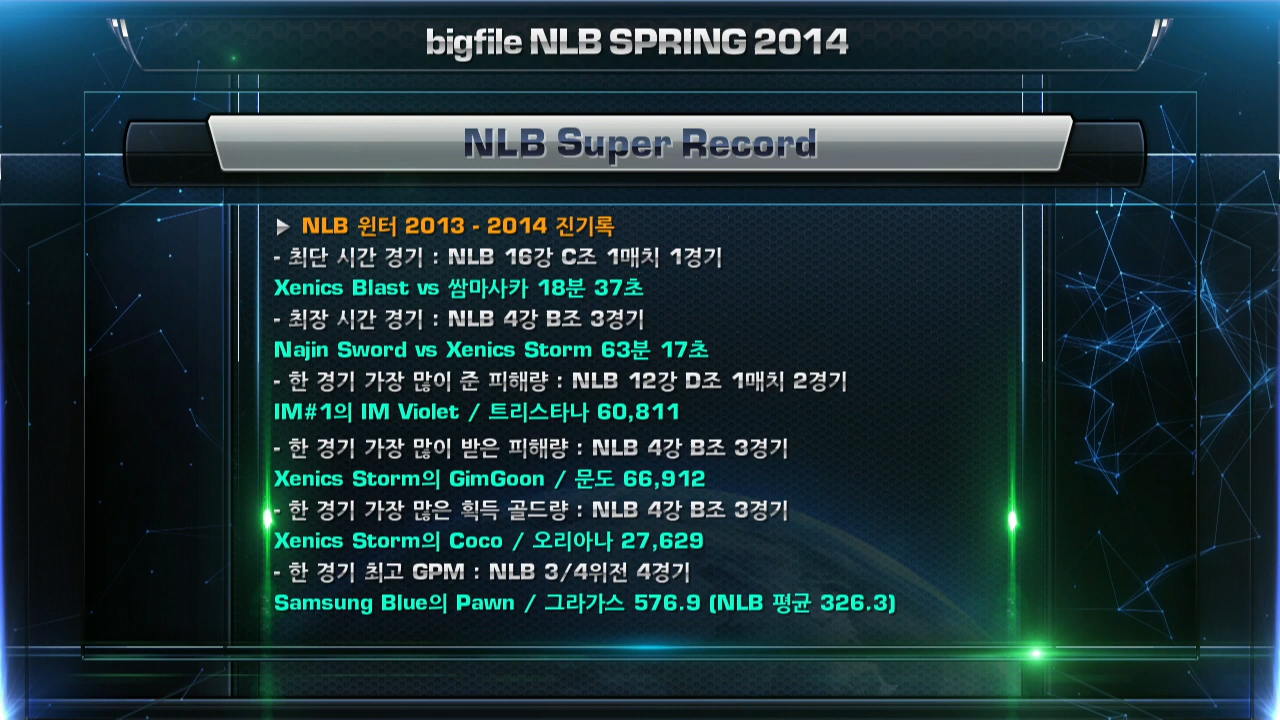 bigfile NLB SPRING 2014
NLB Super Record
▶ NLB 윈터 2013 - 2014 진기록
- 최단 시간 경기 : NLB 16강 C조 1매치 1경기
Xenics Blast vs 쌈마사카 18분 37초
- 최장 시간 경기 : NLB 4강 B조 3경기
Najin Sword vs Xenics Storm 63분 17초
- 한 경기 가장 많이 준 피해량 : NLB 12강 D조 1매치 2경기
IM#1의 IM Violet / 트리스타나 60,811
- 한 경기 가장 많이 받은 피해량 : NLB 4강 B조 3경기
Xenics Storm의 GimGoon / 문도 66,912
- 한 경기 가장 많은 획득 골드량 : NLB 4강 B조 3경기
Xenics Storm의 Coco / 오리아나 27,629
- 한 경기 최고 GPM : NLB 3/4위전 4경기
Samsung Blue의 Pawn / 그라가스 576.9 (NLB 평균 326.3)